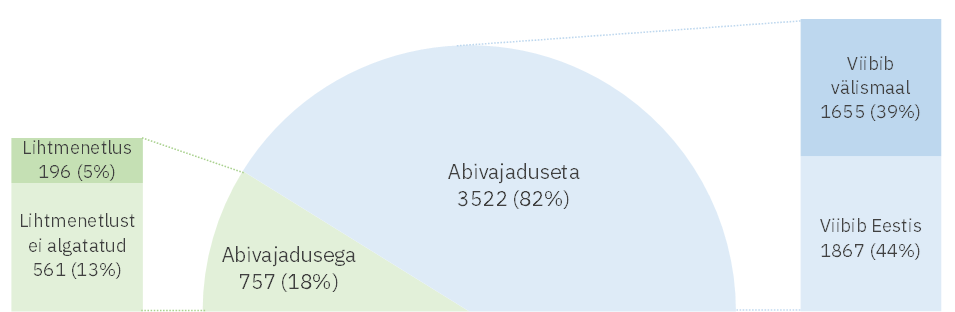 Lihtmenetlus
196 (5%)
Lihtmenetlust
ei algatatud
561 (13%)
Abivajadusega
757 (18%)
Abivajaduseta
3522 (82%)
Viibib
välismaal
1655 (39%)
Viibib Eestis
1867 (44%)